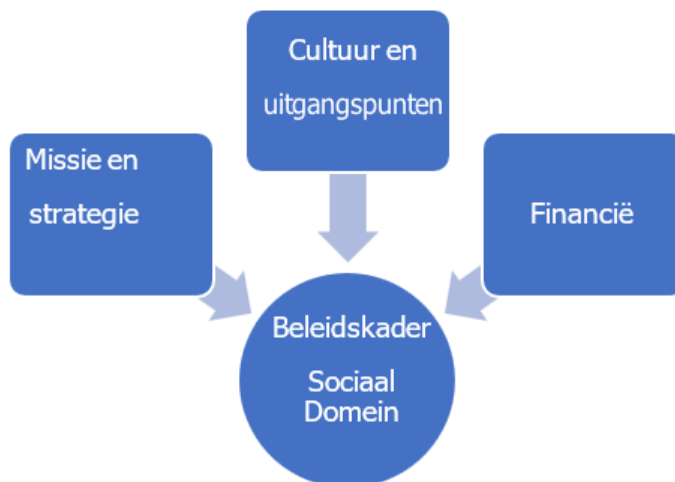 Cultuur en
uitgangspunten
Missie en
strategie
Financië
Beleidskader
Sociaal
Domein